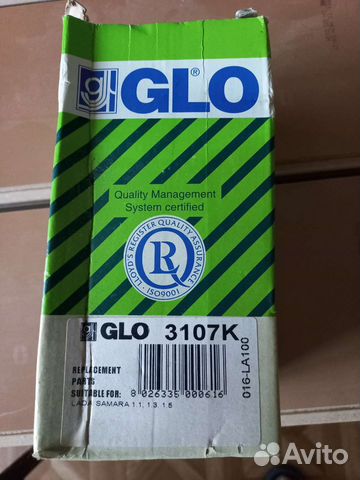 GLO®
Quality Management
System certified
LLOYD'S REGISTER QUALITY ASSURANCE
LRQ
• ISO9001 •
GLO 3107K
REPLACEMENT
PARTS
SUITABLE FOR:
8 026335 000616
LADA SAMARA 1.1, 1.3, 1.5
016-LA100
Avito